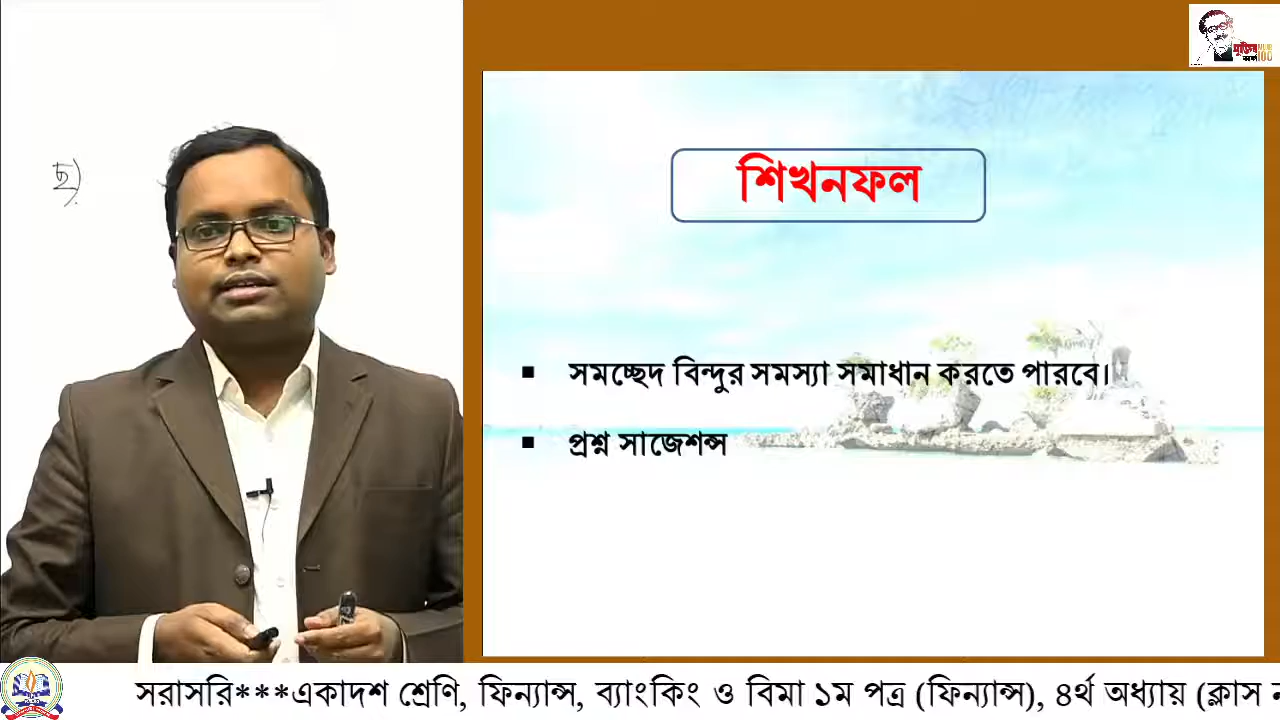 ছ)
শিখনফল
▪ সমচ্ছেদ বিন্দুর সমস্যা সমাধান করতে পারবে।
▪ প্রশ্ন সাজেশন্স
সরাসরি***একাদশ শ্রেণি, ফিন্যান্স, ব্যাংকিং ও বিমা ১ম পত্র (ফিন্যান্স), ৪র্থ অধ্যায় (ক্লাস